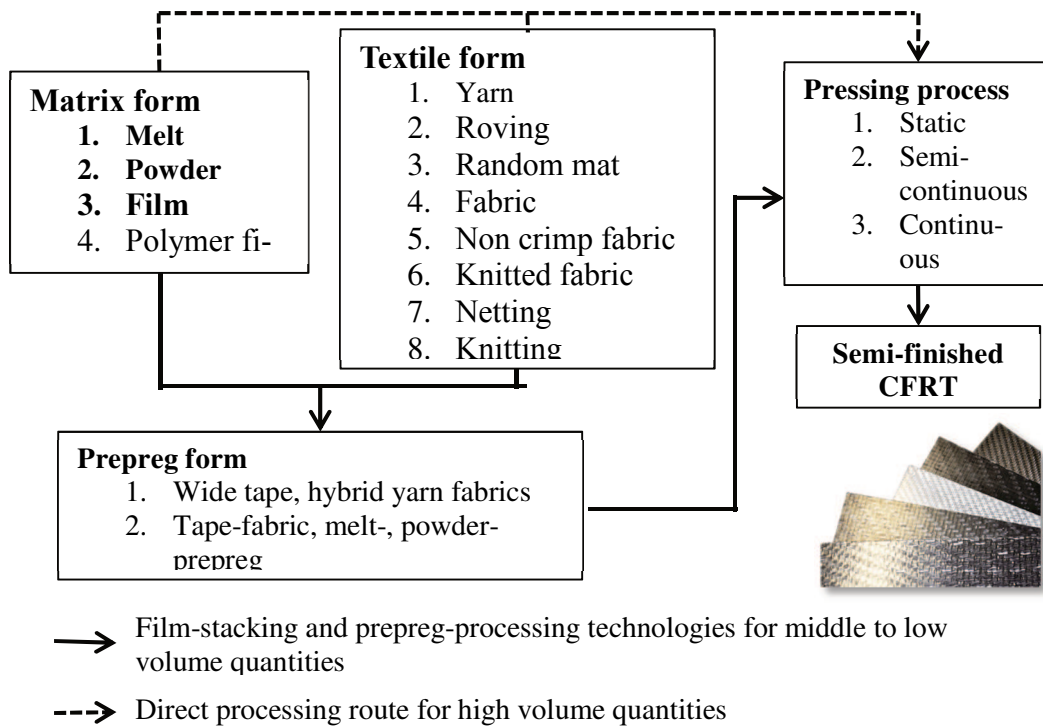 Matrix form
1. Melt
2. Powder
3. Film
4. Polymer fi-
Textile form
1. Yarn
2. Roving
3. Random mat
4. Fabric
5. Non crimp fabric
6. Knitted fabric
7. Netting
8. Knitting
Pressing process
1. Static
2. Semi-
continuous
3. Continu-
ous
Semi-finished
CFRT
Prepreg form
1. Wide tape, hybrid yarn fabrics
2. Tape-fabric, melt-, powder-
prepreg
Film-stacking and prepreg-processing technologies for middle to low
volume quantities
Direct processing route for high volume quantities